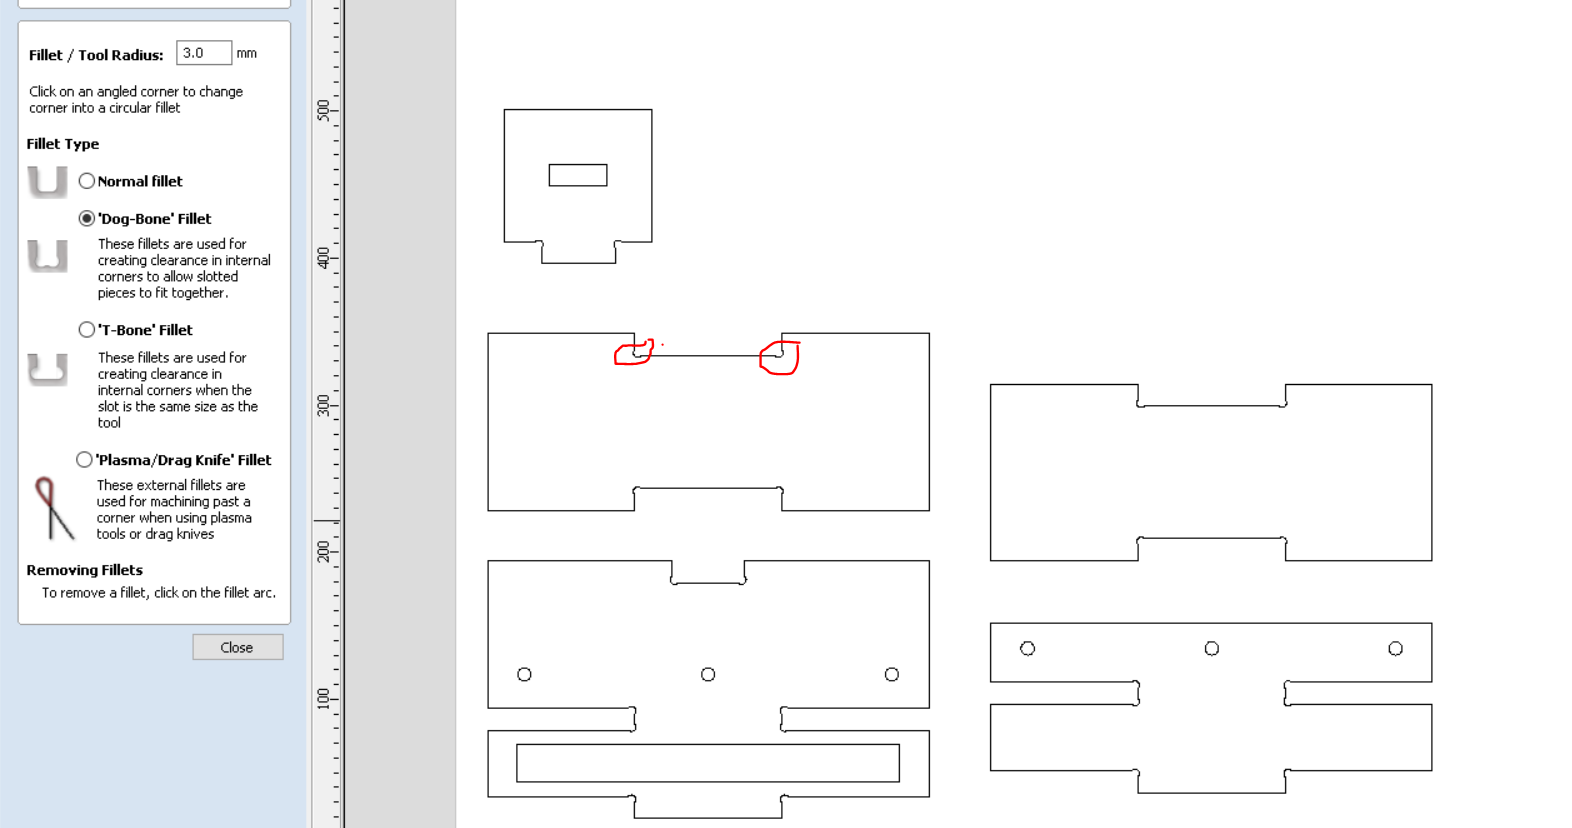 Fillet / Tool Radius: 3.0 mm
Click on an angled corner to change
corner into a circular fillet
Fillet Type
Normal fillet
'Dog-Bone' Fillet
These fillets are used for
creating clearance in internal
corners to allow slotted
pieces to fit together.
'T-Bone' Fillet
These fillets are used for
creating clearance in
internal corners when the
slot is the same size as the
tool
'Plasma/Drag Knife' Fillet
These external fillets are
used for machining past a
corner when using plasma
tools or drag knives
Removing Fillets
To remove a fillet, click on the fillet arc.
Close
500
400
300
200
100